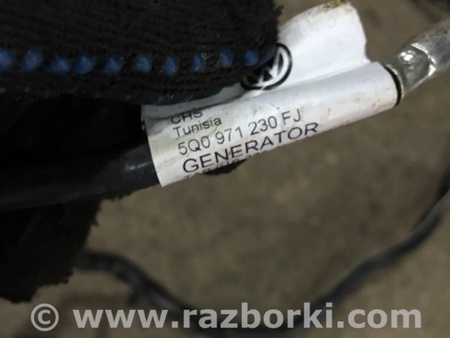 CHS
Tunisia
5Q0 971 230 FJ
GENERATOR
© www.razborki.com